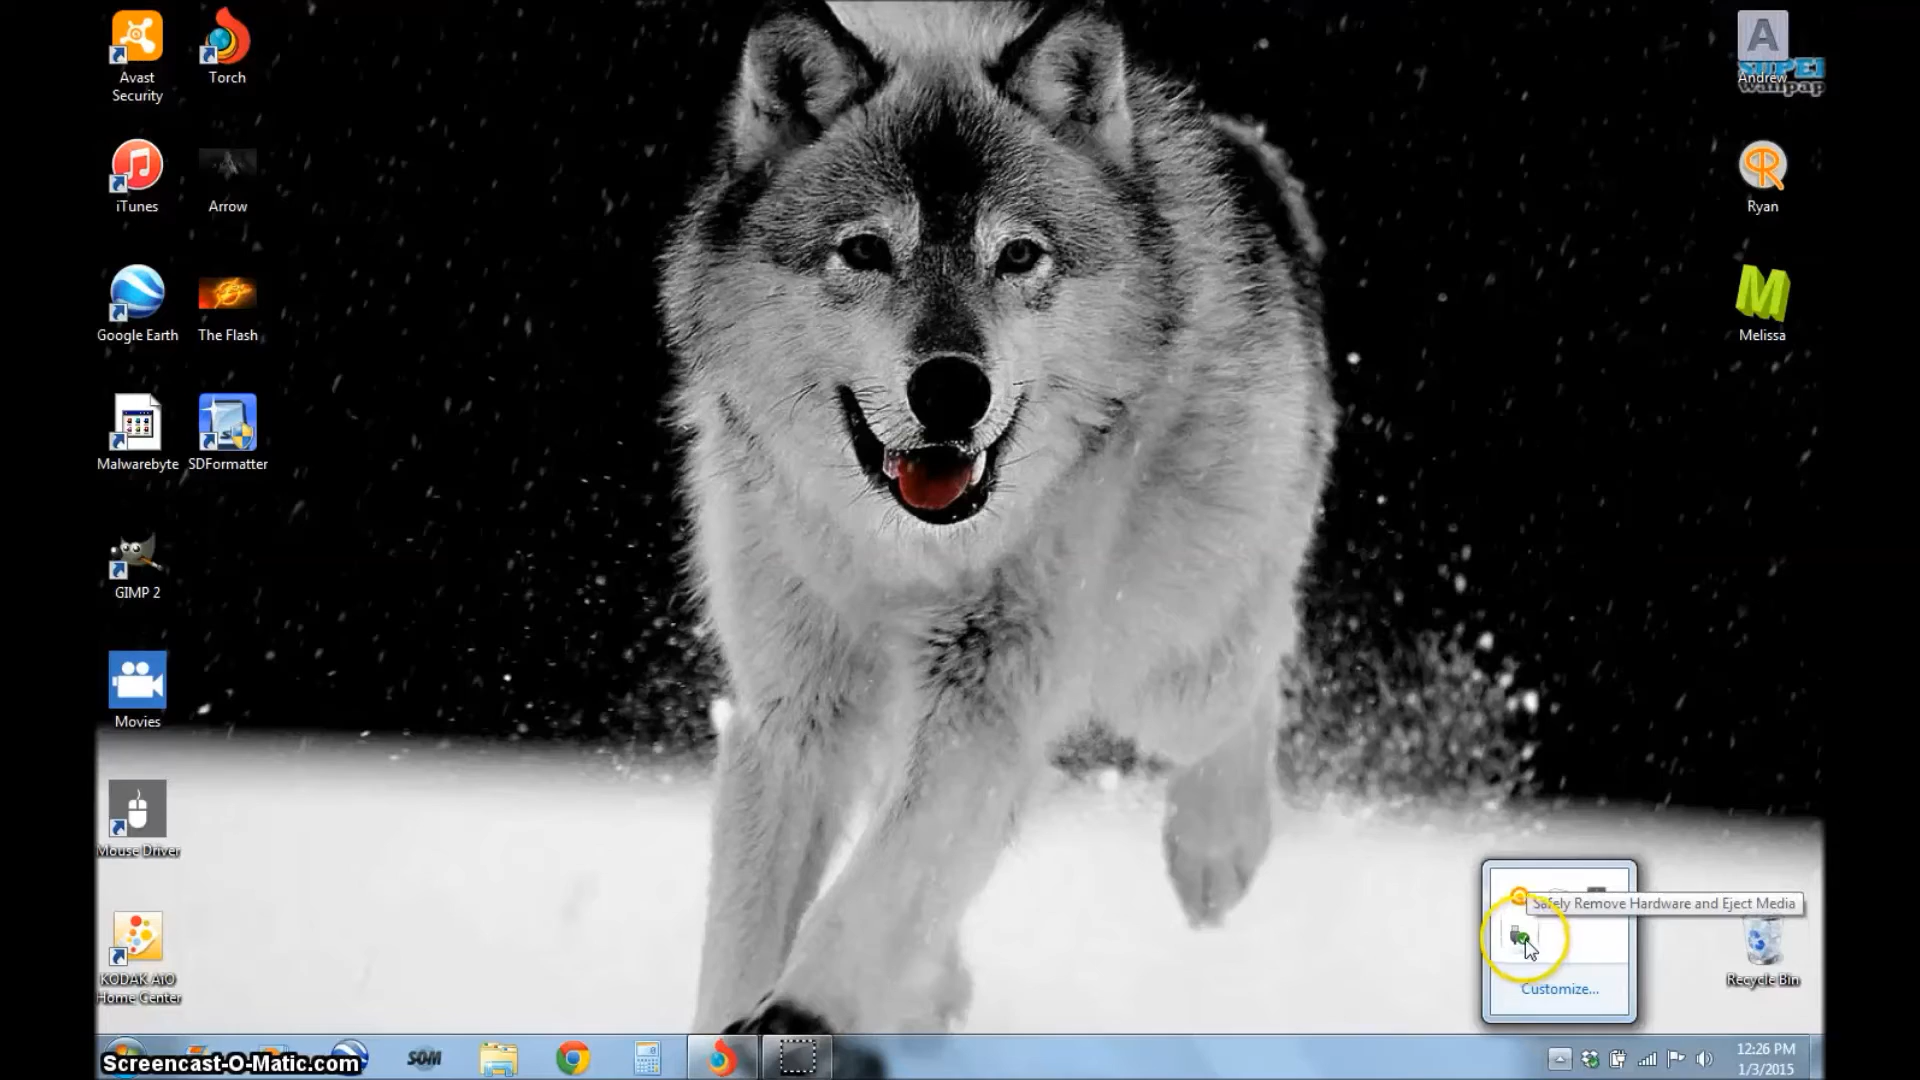 Avast
Security
Torch
iTunes
Arrow
Google Earth
The Flash
Malwarebyte
SDFormatter
GIMP 2
Movies
Mouse Driver
KODAK AiO
Home Center
A
Andrew
R
Ryan
M
Melissa
Safely Remove Hardware and Eject Media
Customize...
Recycle Bin
Screencast-O-Matic.com
SOM
12:26 PM
1/3/2015